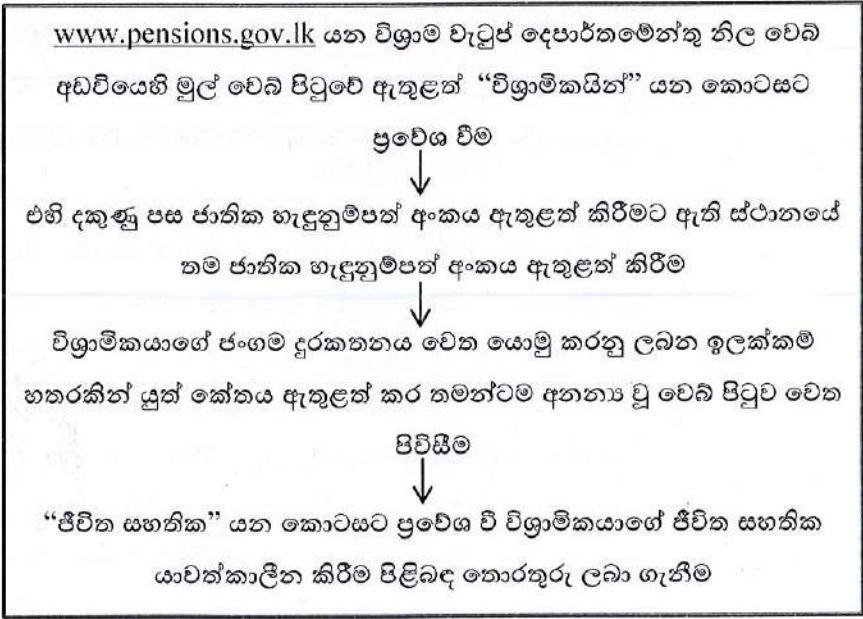 www.pensions.gov.lk යන විශ්‍රාම වැටුප් දෙපාර්තමේන්තු නිල වෙබ්
අඩවියෙහි මුල් වෙබ් පිටුවේ ඇතුළත් “විශ්‍රාමිකයින්” යන කොටසට
ප්‍රවේශ වීම
එහි දකුණු පස ජාතික හැඳුනුම්පත් අංකය ඇතුළත් කිරීමට ඇති ස්ථානයේ
තම ජාතික හැඳුනුම්පත් අංකය ඇතුළත් කිරීම
විශ්‍රාමිකයාගේ ජංගම දුරකතනය වෙත යොමු කරනු ලබන ඉලක්කම්
හතරකින් යුත් කේතය ඇතුළත් කර තමන්ටම අනන්‍ය වූ වෙබ් පිටුව වෙත
පිවිසීම
“ජීවිත සහතික” යන කොටසට ප්‍රවේශ වී විශ්‍රාමිකයාගේ ජීවිත සහතික
යාවත්කාලීන කිරීම පිළිබඳ තොරතුරු ලබා ගැනීම